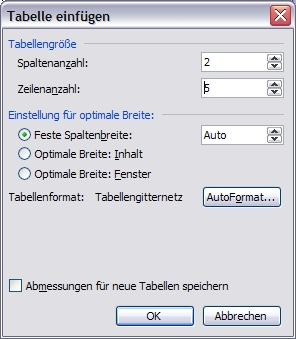 Tabelle einfügen
Tabellengröße
Spaltenanzahl: 2
Zeilenanzahl: 5
Einstellung für optimale Breite:
Feste Spaltenbreite: Auto
Optimale Breite: Inhalt
Optimale Breite: Fenster
Tabellenformat: Tabellengitternetz AutoFormat...
Abmessungen für neue Tabellen speichern
OK Abbrechen